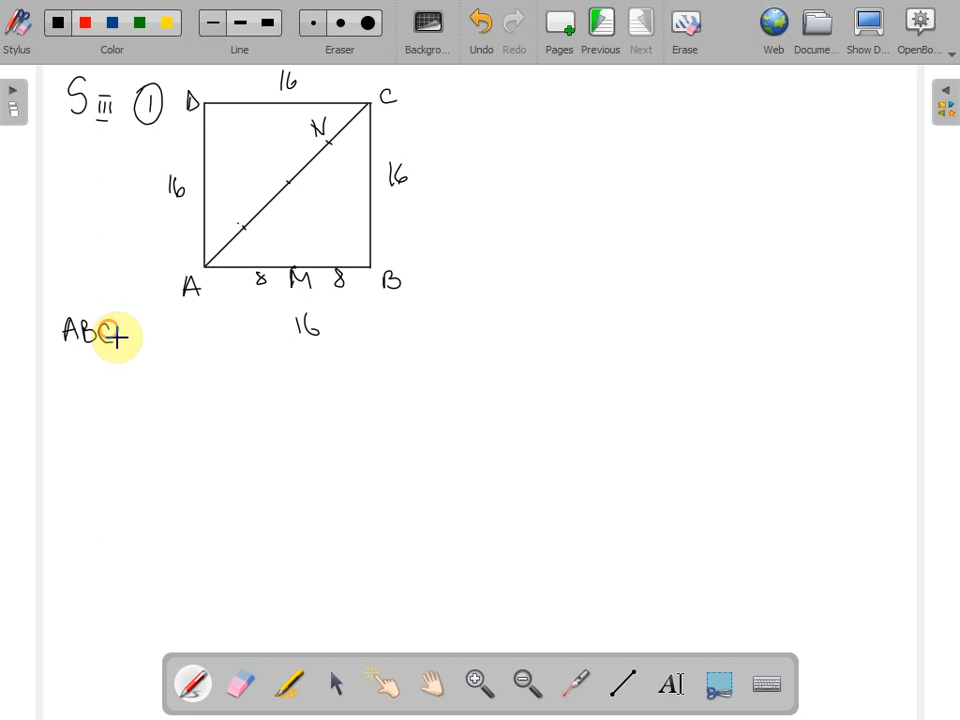 Stylus
Color
Line
Eraser
Backgro...
Undo
Redo
Pages
Previous
Next
Erase
Web
Docume...
Show D...
OpenBo...
S III 1
D
16
C
N
16
16
A
8
M
8
B
16
ABC